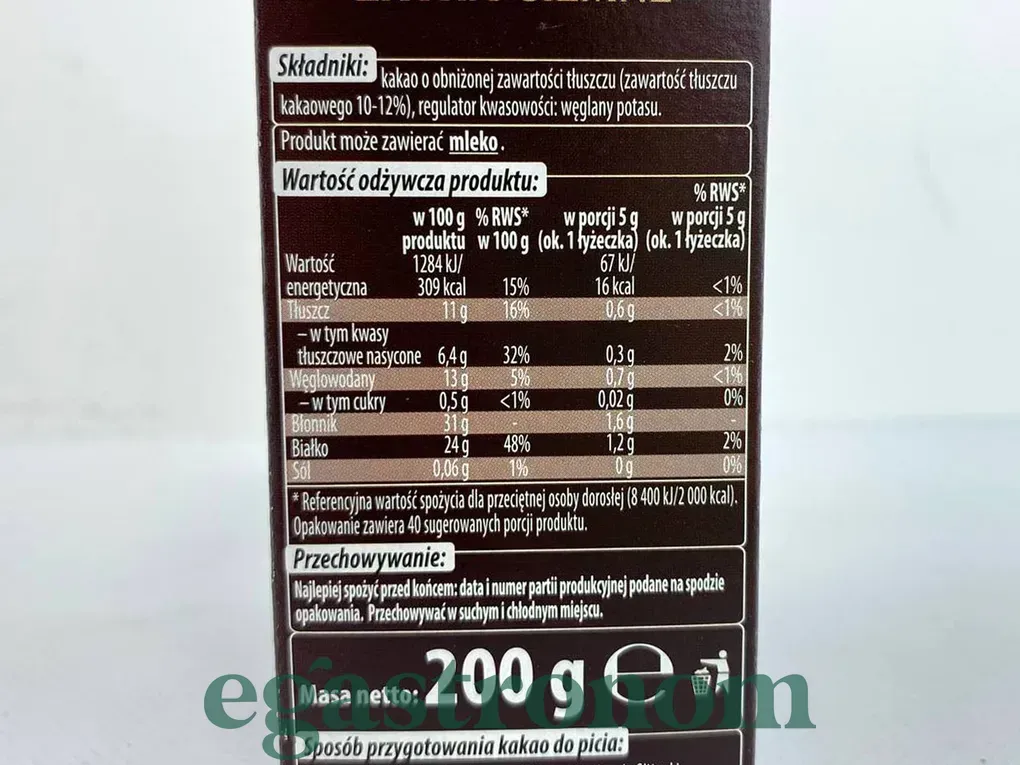 Składniki: kakao o obniżonej zawartości tłuszczu (zawartość tłuszczu
kakaowego 10-12%), regulator kwasowości: węglany potasu.
Produkt może zawierać mleko.
Wartość odżywcza produktu:
% RWS*
w 100 g % RWS* w porcji 5 g w porcji 5 g
produktu w 100 g (ok. 1 łyżeczka) (ok. 1 łyżeczka)
Wartość 1284 kJ/ 67 kJ/
energetyczna 309 kcal 15% 16 kcal <1%
Tłuszcz 11 g 16% 0,6 g <1%
– w tym kwasy
tłuszczowe nasycone 6,4 g 32% 0,3 g 2%
Węglowodany 13 g 5% 0,7 g <1%
– w tym cukry 0,5 g <1% 0,02 g 0%
Błonnik 31 g - 1,6 g -
Białko 24 g 48% 1,2 g 2%
Sól 0,06 g 1% 0 g 0%
* Referencyjna wartość spożycia dla przeciętnej osoby dorosłej (8 400 kJ/2 000 kcal).
Opakowanie zawiera 40 sugerowanych porcji produktu.
Przechowywanie:
Najlepiej spożyć przed końcem: data i numer partii produkcyjnej podane na spodzie
opakowania. Przechowywać w suchym i chłodnym miejscu.
Masa netto: 200 g e
egastronom
Sposób przygotowania kakao do picia: